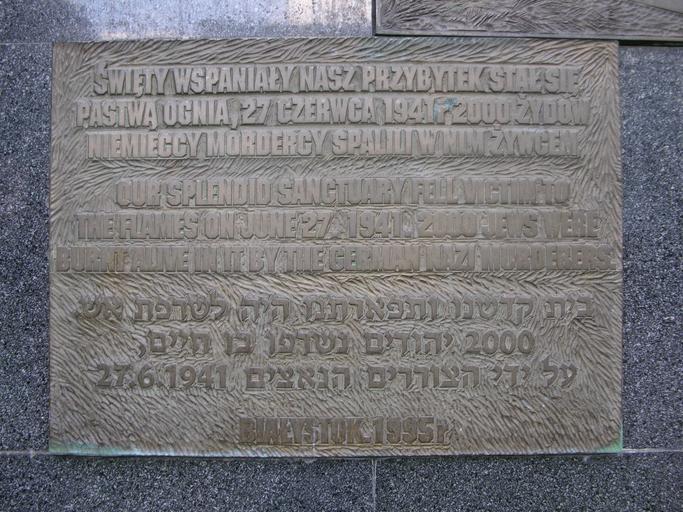 ŚWIĘTY WSPANIAŁY NASZ PRZYBYTEK STAŁ SIĘ
PASTWĄ OGNIA, 27 CZERWCA 1941 r. 2000 ŻYDÓW
NIEMIECCY MORDERCY SPALILI W NIM ŻYWCEM
OUR SPLENDID SANCTUARY FELL VICTIM TO
THE FLAMES ON JUNE 27, 1941. 2000 JEWS WERE
BURNT ALIVE IN IT BY THE GERMAN NAZI MURDERERS.
בית קדשנו ותפארתנו היה לשרפת אש.
2000 יהודים נשרפו בו חיים,
על ידי הצוררים הנאצים 27.6.1941
BIAŁYSTOK 1995 r.